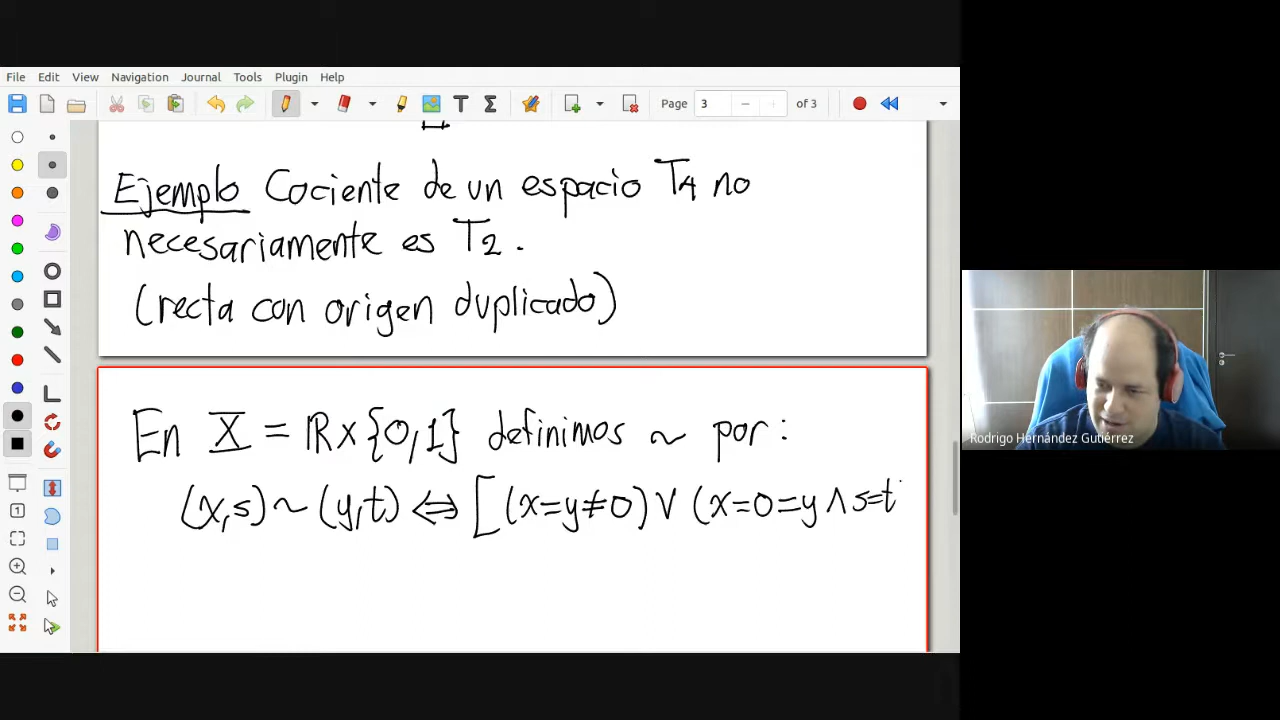 File Edit View Navigation Journal Tools Plugin Help
Page 3 of 3
Ejemplo Cociente de un espacio T4 no
necesariamente es T2.
(recta con origen duplicado)
En X = ℝ×{0,1} definimos ~ por:
(x,s)~(y,t) ⇔ [(x=y≠0) ∨ (x=0=y ∧ s=t
Rodrigo Hernández Gutiérrez